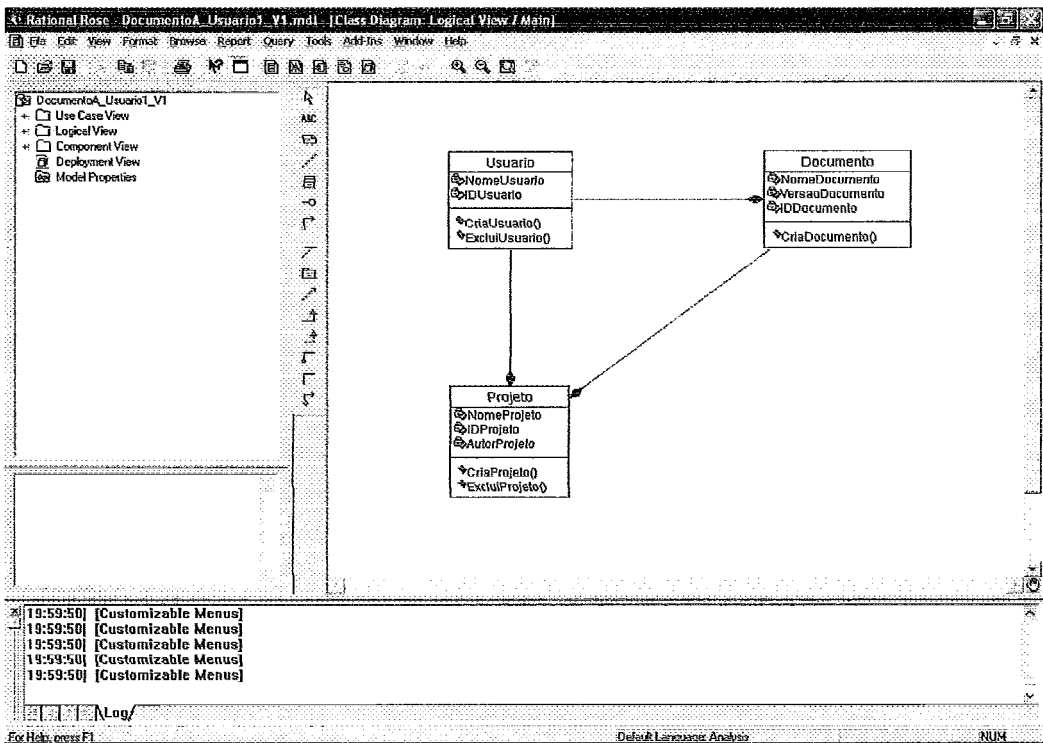 Rational Rose - DocumentoA_Usuario1_V1.mdl - [Class Diagram: Logical View / Main]
File Edit View Format Browse Report Query Tools Add-Ins Window Help
DocumentoA_Usuario1_V1
Use Case View
Logical View
Component View
Deployment View
Model Properties
ABC
Usuario
NomeUsuario
IDUsuario
CriaUsuario()
ExcluiUsuario()
Documento
NomeDocumento
VersaoDocumento
IDDocumento
CriaDocumento()
Projeto
NomeProjeto
IDProjeto
AutorProjeto
CriaProjeto()
ExcluiProjeto()
19:59:50] [Customizable Menus]
19:59:50] [Customizable Menus]
19:59:50] [Customizable Menus]
19:59:50] [Customizable Menus]
19:59:50] [Customizable Menus]
Log
For Help, press F1
Default Language: Analysis
NUM